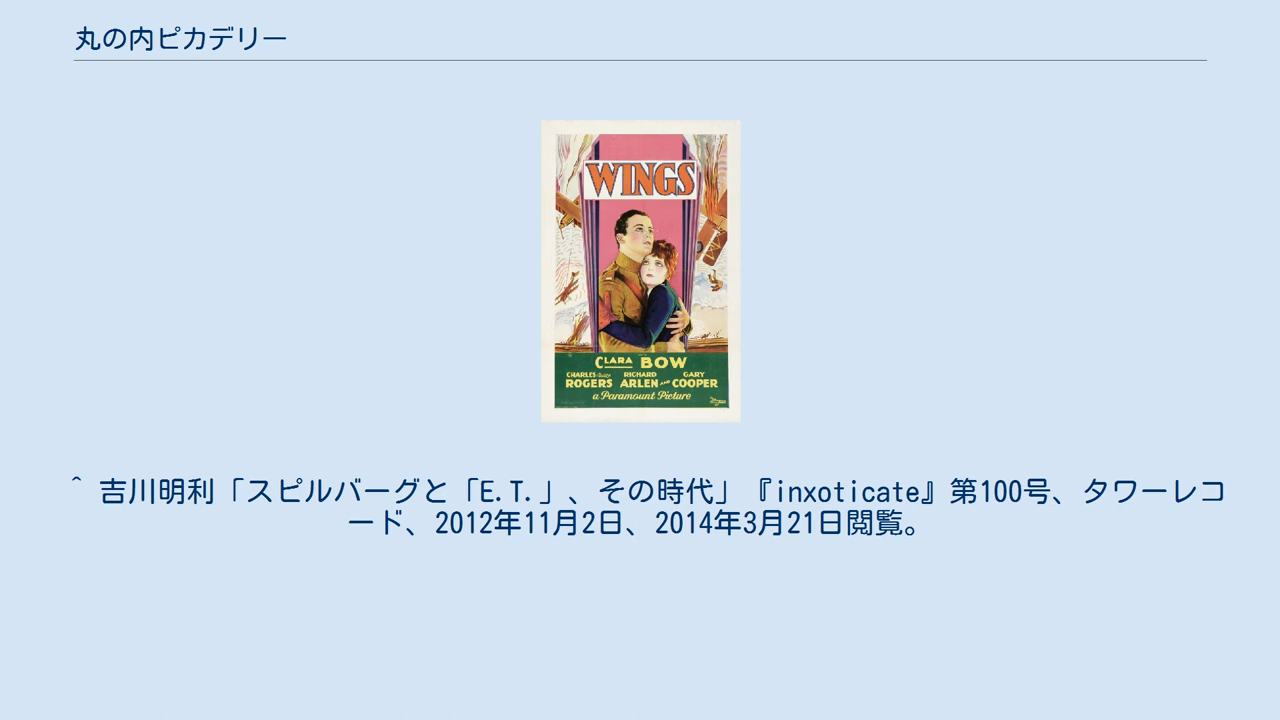 丸の内ピカデリー
WINGS
CLARA BOW
CHARLES ROGERS RICHARD ARLEN AND GARY COOPER
a Paramount Picture
^ 吉川明利「スピルバーグと「E.T.」、その時代」『inxoticate』第100号、タワーレコ
ード、2012年11月2日、2014年3月21日閲覧。